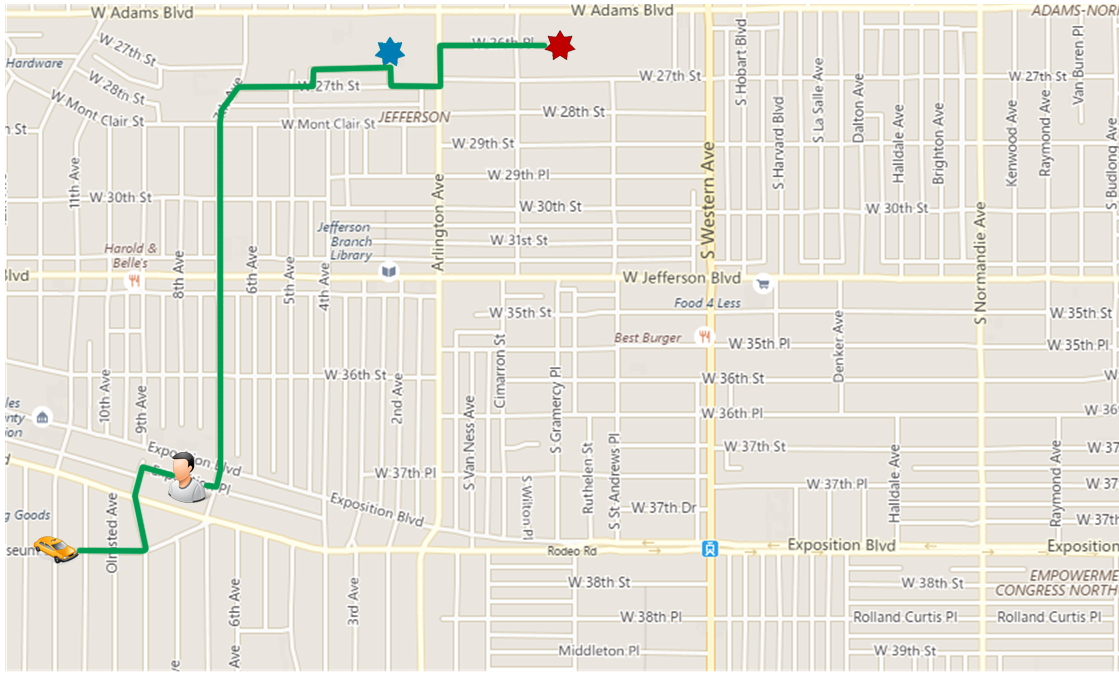 W Adams Blvd
W Adams Blvd
ADAMS-NOR
W 27th St
Hardware
W 28th St
W Mont Clair St
W 27th St
W Mont Clair St
JEFFERSON
W 27th St
W 28th St
W 29th St
W 29th Pl
W 30th St
W 31st St
W 27th St
S Hobart Blvd
S Harvard Blvd
S La Salle Ave
Dalton Ave
Halldale Ave
Brighton Ave
Kenwood Ave
Raymond Ave
Van Buren Pl
S Budlong Ave
11th Ave
W 30th St
W 30th St
Harold &
Belle's
Jefferson
Branch
Library
Arlington Ave
S Western Ave
S Normandie Ave
Blvd
8th Ave
6th Ave
5th Ave
4th Ave
W Jefferson Blvd
Food 4 Less
W 35th St
W 35th St
Best Burger
W 35th Pl
W 35th Pl
Denker Ave
Cimarron St
S Gramercy Pl
W 36th St
W 36th St
10th Ave
9th Ave
2nd Ave
W 36th Pl
S Van Ness Ave
W 37th St
Exposition Blvd
W 37th Pl
Ruthelen St
S St Andrews Pl
S Wilton Pl
W 37th Pl
Halldale Ave
Raymond Ave
W 37th Dr
Exposition Blvd
g Goods
Olmsted Ave
seum
Rodeo Rd
Exposition Blvd
Exposition
W 38th St
W 38th St
EMPOWERME
CONGRESS NORTH
6th Ave
3rd Ave
W 38th Pl
Rolland Curtis Pl
Rolland Curtis Pl
Middleton Pl
W 39th St